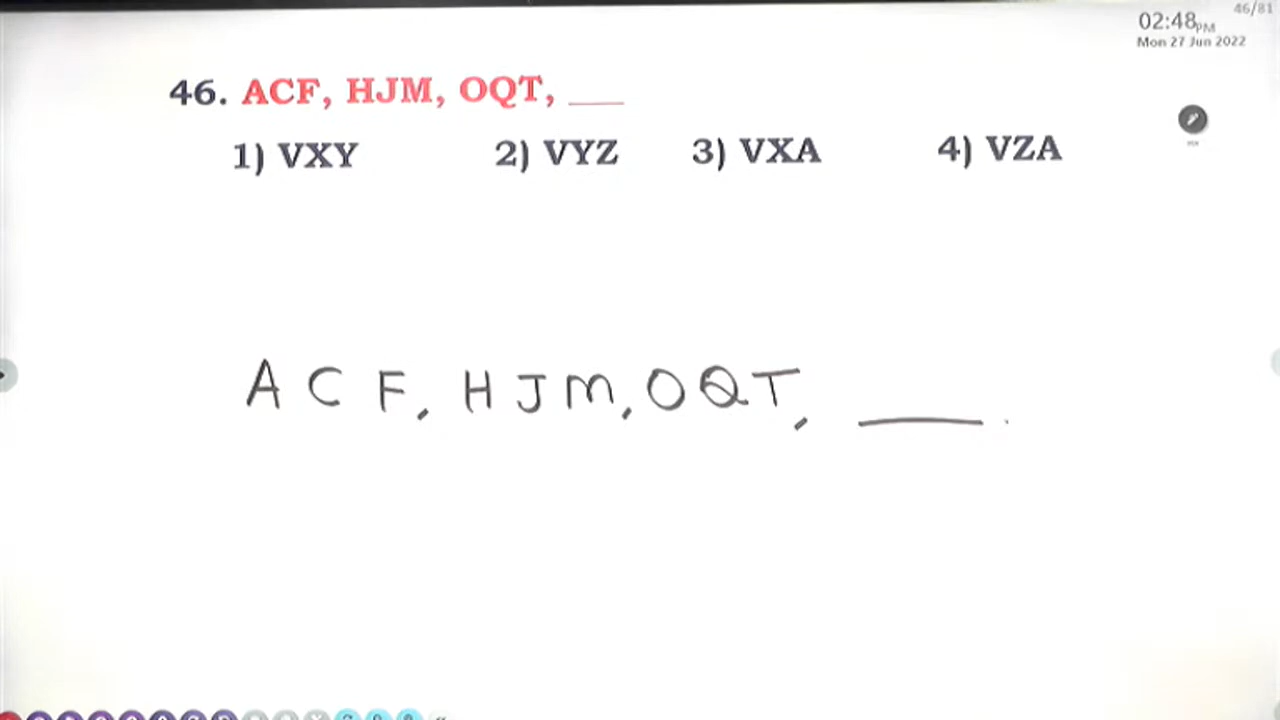 46/81
02:48PM
Mon 27 Jun 2022
46. ACF, HJM, OQT, ___
1) VXY 2) VYZ 3) VXA 4) VZA
A C F, H J M, O Q T, ___.